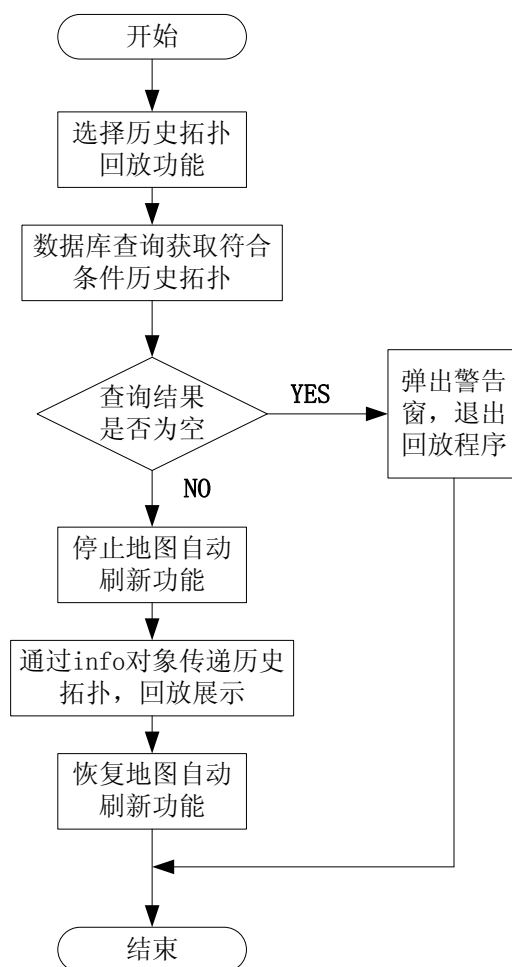 开始
选择历史拓扑
回放功能
数据库查询获取符合
条件历史拓扑
查询结果
是否为空
YES
弹出警告
窗，退出
回放程序
NO
停止地图自动
刷新功能
通过info对象传递历史
拓扑，回放展示
恢复地图自动
刷新功能
结束